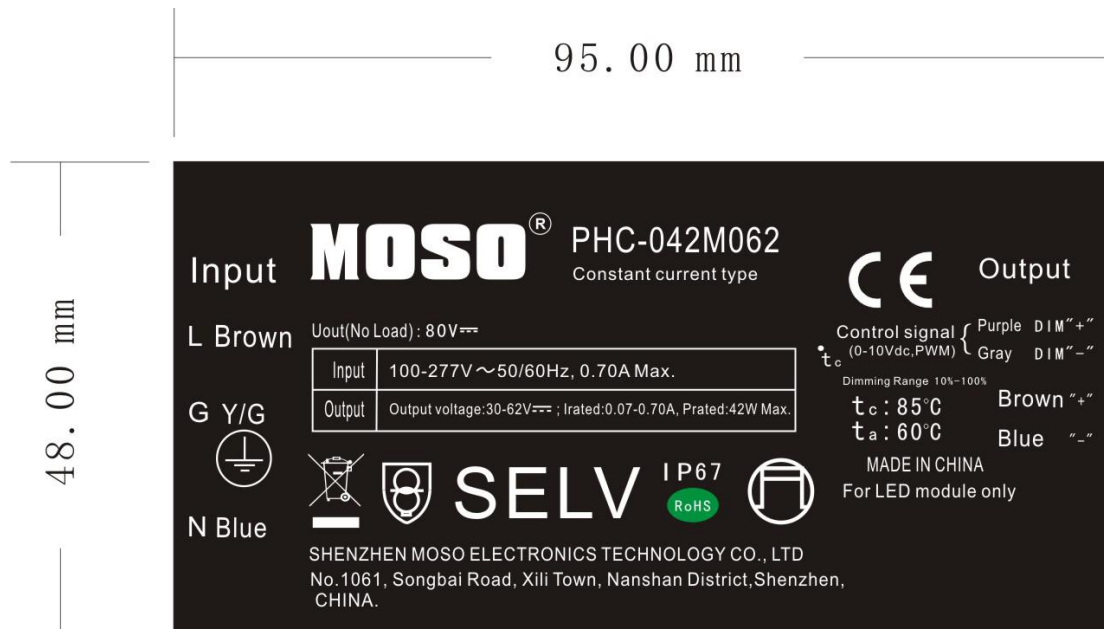 95.00 mm
48.00 mm
Input
L Brown
G Y/G
N Blue
MOSO®
PHC-042M062
Constant current type
Uout(No Load) : 80V⎓
Input 100-277V～50/60Hz, 0.70A Max.
Output Output voltage:30-62V⎓ ; Irated:0.07-0.70A, Prated:42W Max.
SELV
IP67
RoHS
SHENZHEN MOSO ELECTRONICS TECHNOLOGY CO., LTD
No.1061, Songbai Road, Xili Town, Nanshan District,Shenzhen,
CHINA.
CE
Output
Control signal { Purple DIM"+"
(0-10Vdc,PWM) Gray DIM"-"
tc
Dimming Range 10%-100%
tc: 85°C
ta: 60°C
Brown "+"
Blue "-"
MADE IN CHINA
For LED module only